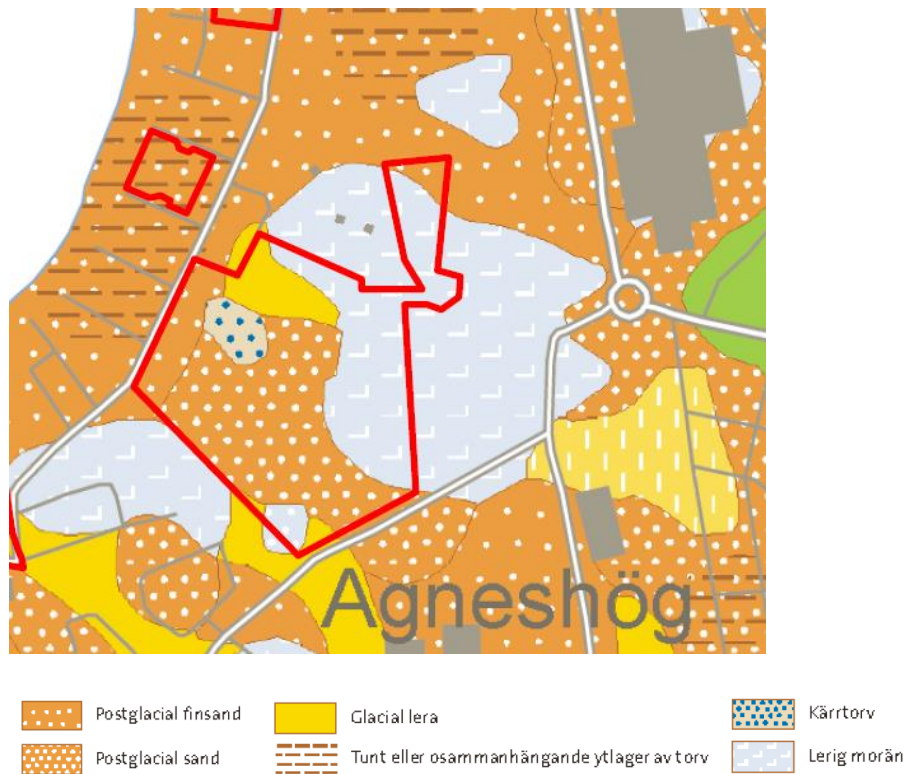 Agneshög
Postglacial finsand
Glacial lera
Kärrtorv
Postglacial sand
Tunt eller osammanhängande ytlager av torv
Lerig morän